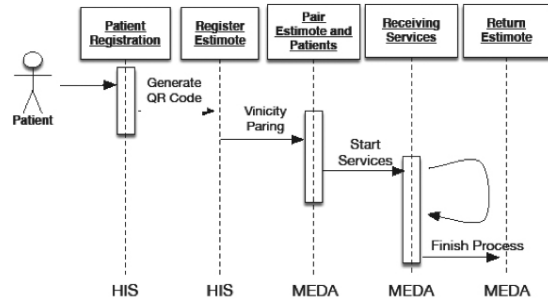 Patient
Registration
Register
Estimote
Pair
Estimote and
Patients
Receiving
Services
Return
Estimote
Patient
Generate
QR Code
Vinicity
Paring
Start
Services
Finish Process
HIS
HIS
MEDA
MEDA
MEDA